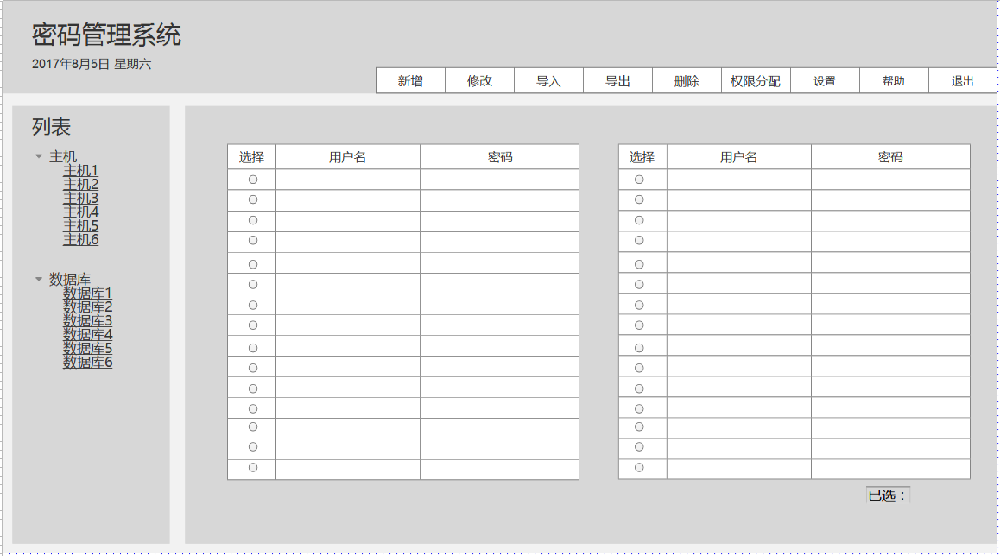 密码管理系统
2017年8月5日 星期六
新增 修改 导入 导出 删除 权限分配 设置 帮助 退出
列表
主机
主机1
主机2
主机3
主机4
主机5
主机6
数据库
数据库1
数据库2
数据库3
数据库4
数据库5
数据库6
选择 用户名 密码
选择 用户名 密码
已选：